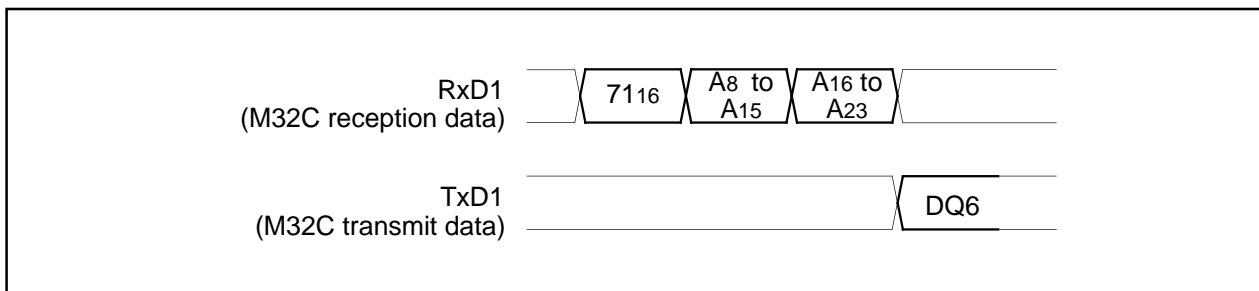 RxD1
(M32C reception data)
7116
A8 to
A15
A16 to
A23
TxD1
(M32C transmit data)
DQ6